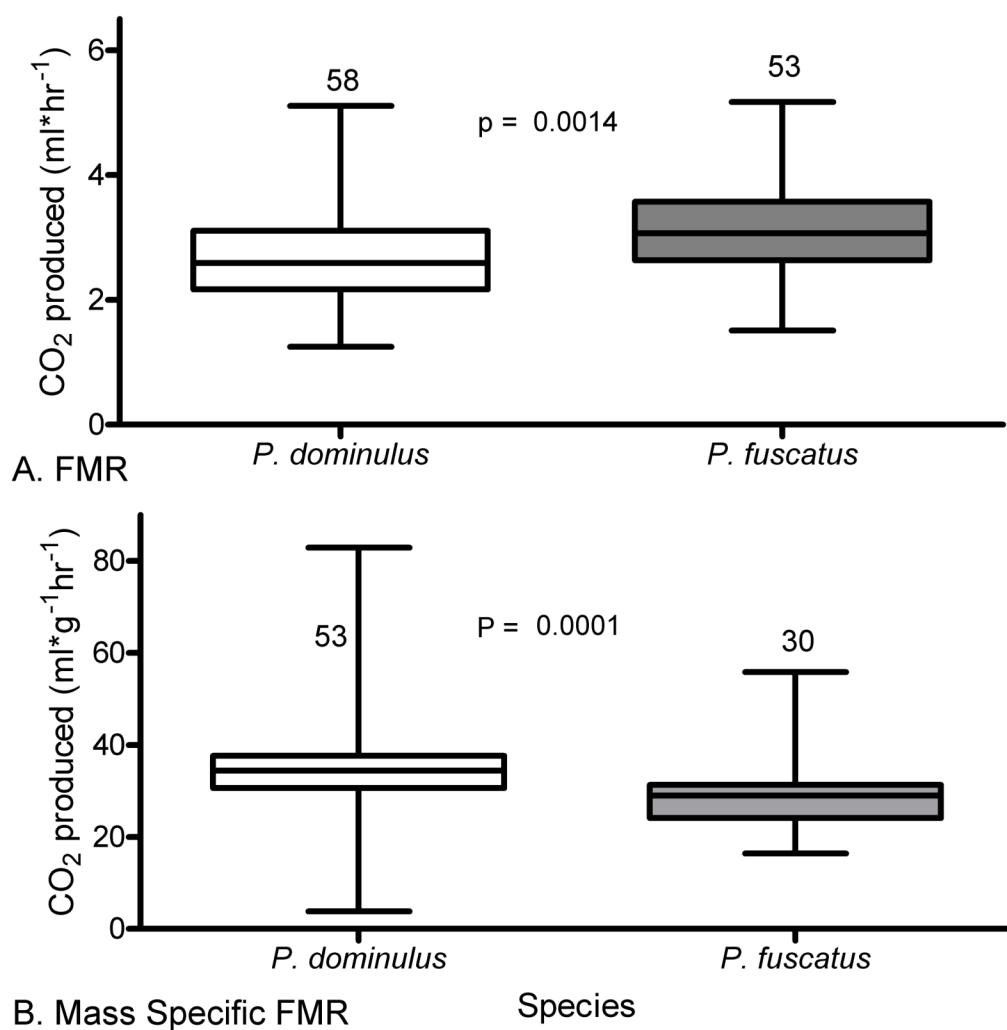 CO₂ produced (ml*hr⁻¹)
6
4
2
0
58
53
p = 0.0014
P. dominulus
P. fuscatus
A. FMR
CO₂ produced (ml*g⁻¹hr⁻¹)
80
60
40
20
0
53
P = 0.0001
30
P. dominulus
P. fuscatus
B. Mass Specific FMR
Species